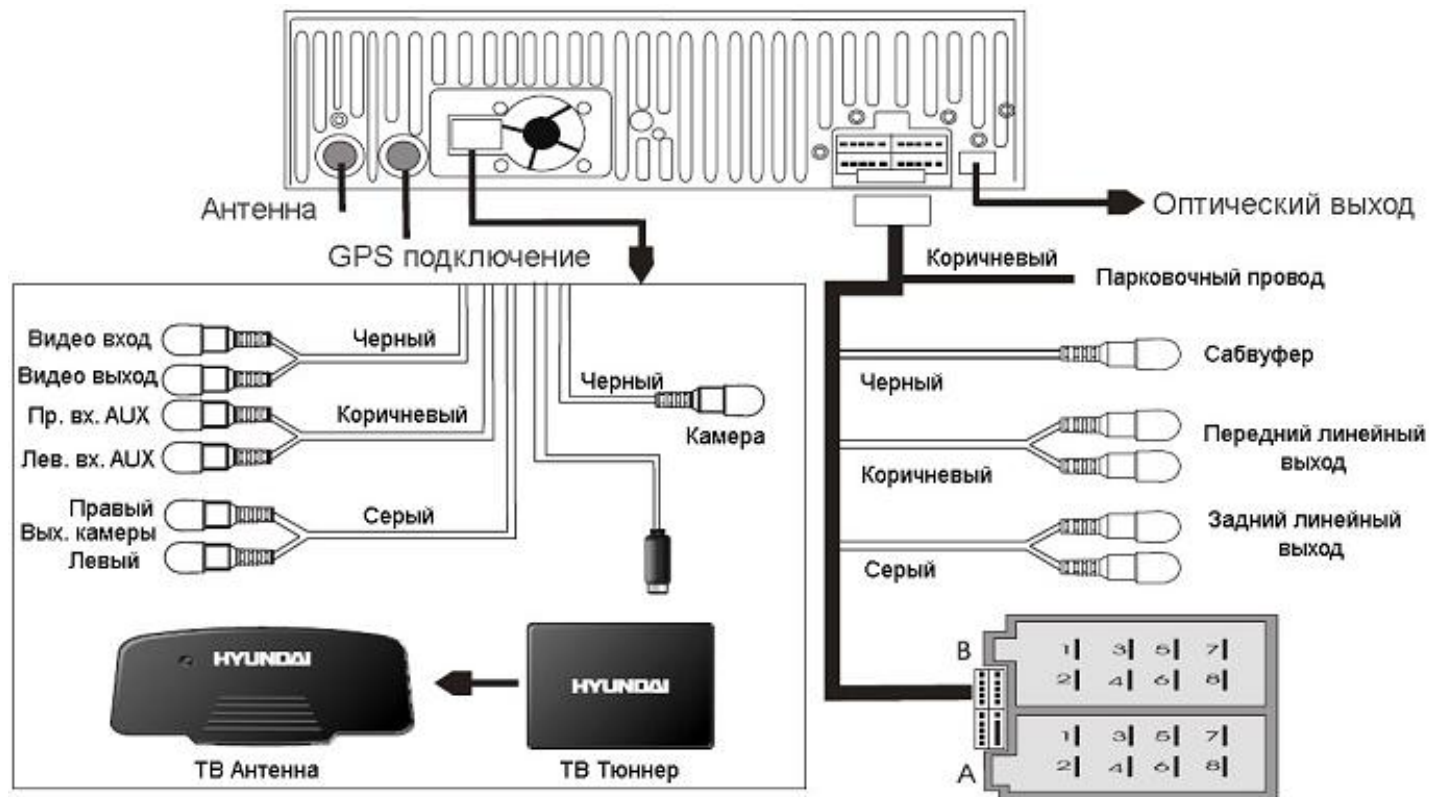 Антенна
GPS подключение
Оптический выход
Коричневый
Парковочный провод
Видео вход
Черный
Видео выход
Пр. вх. AUX
Коричневый
Лев. вх. AUX
Правый
Вых. камеры
Серый
Левый
Черный
Камера
Сабвуфер
Черный
Передний линейный
выход
Коричневый
Задний линейный
выход
Серый
HYUNDAI
HYUNDAI
ТВ Антенна
ТВ Тюннер
B
1 3 5 7
2 4 6 8
A
1 3 5 7
2 4 6 8